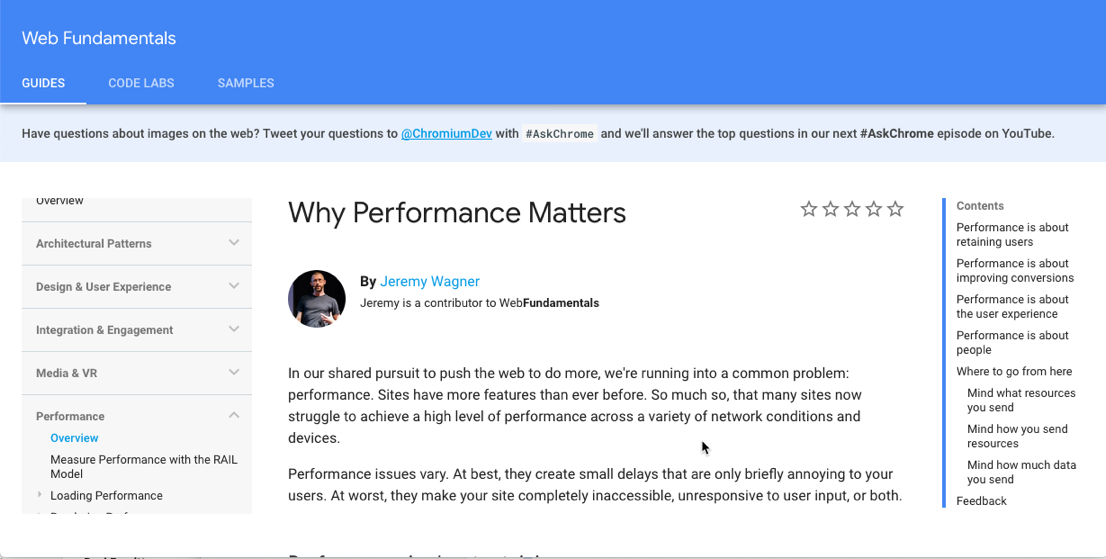 Web Fundamentals
GUIDES CODE LABS SAMPLES
Have questions about images on the web? Tweet your questions to @ChromiumDev with #AskChrome and we'll answer the top questions in our next #AskChrome episode on YouTube.
Overview
Architectural Patterns
Design & User Experience
Integration & Engagement
Media & VR
Performance
Overview
Measure Performance with the RAIL
Model
Loading Performance
Why Performance Matters
By Jeremy Wagner
Jeremy is a contributor to WebFundamentals
In our shared pursuit to push the web to do more, we're running into a common problem:
performance. Sites have more features than ever before. So much so, that many sites now
struggle to achieve a high level of performance across a variety of network conditions and
devices.
Performance issues vary. At best, they create small delays that are only briefly annoying to your
users. At worst, they make your site completely inaccessible, unresponsive to user input, or both.
Contents
Performance is about
retaining users
Performance is about
improving conversions
Performance is about
the user experience
Performance is about
people
Where to go from here
Mind what resources
you send
Mind how you send
resources
Mind how much data
you send
Feedback